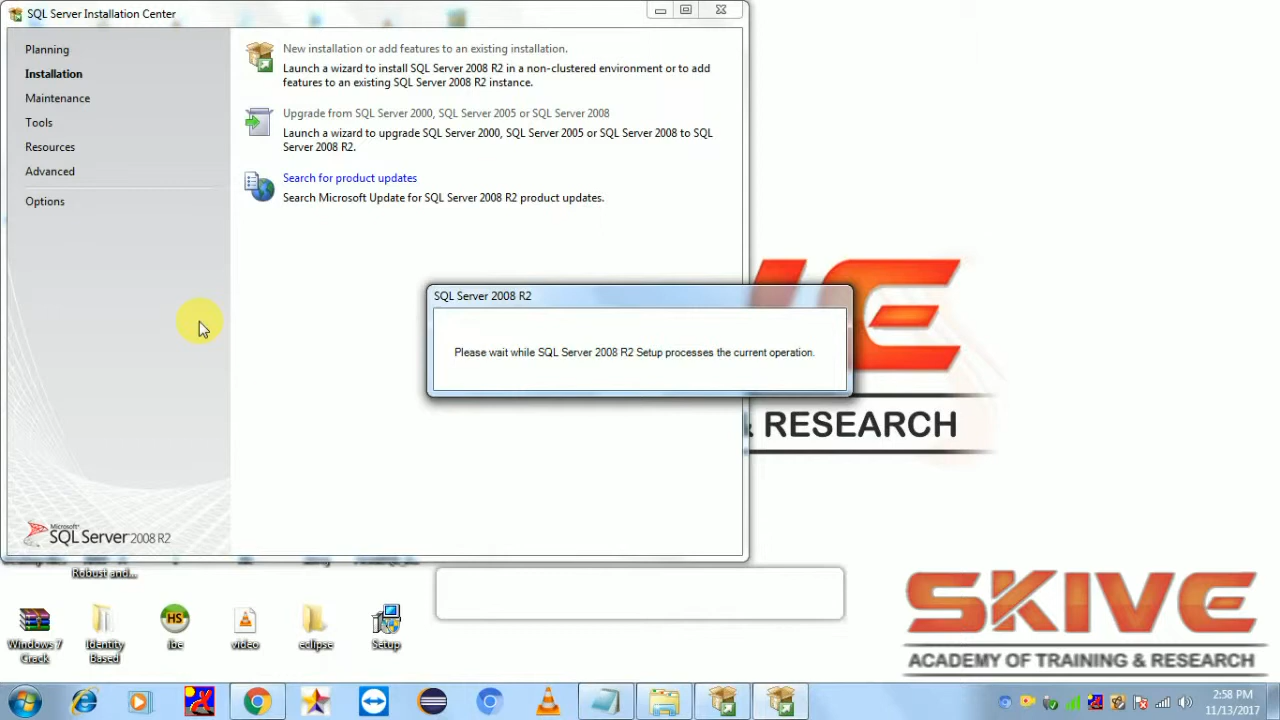 SQL Server Installation Center
Planning
Installation
Maintenance
Tools
Resources
Advanced
Options
New installation or add features to an existing installation.
Launch a wizard to install SQL Server 2008 R2 in a non-clustered environment or to add
features to an existing SQL Server 2008 R2 instance.
Upgrade from SQL Server 2000, SQL Server 2005 or SQL Server 2008
Launch a wizard to upgrade SQL Server 2000, SQL Server 2005 or SQL Server 2008 to SQL
Server 2008 R2.
Search for product updates
Search Microsoft Update for SQL Server 2008 R2 product updates.
SQL Server 2008 R2
Please wait while SQL Server 2008 R2 Setup processes the current operation.
Microsoft
SQL Server 2008 R2
& RESEARCH
Robust and...
Windows 7
Crack
Identity
Based
HS
ibe
video
eclipse
Setup
SKIVE
ACADEMY OF TRAINING & RESEARCH
2:58 PM
11/13/2017